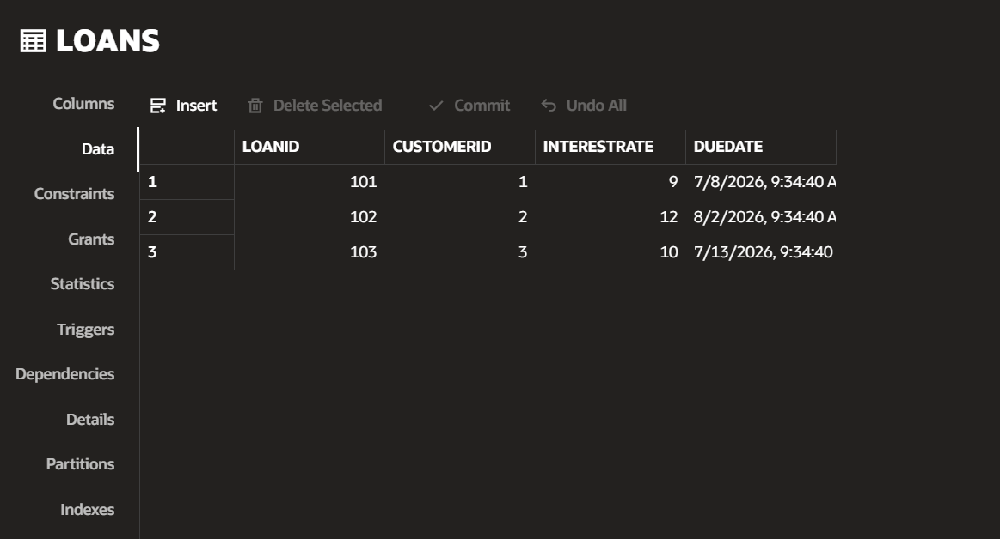 LOANS
Columns
Data
Constraints
Grants
Statistics
Triggers
Dependencies
Details
Partitions
Indexes
Insert Delete Selected Commit Undo All
LOANID CUSTOMERID INTERESTRATE DUEDATE
1 101 1 9 7/8/2026, 9:34:40 A
2 102 2 12 8/2/2026, 9:34:40 A
3 103 3 10 7/13/2026, 9:34:40